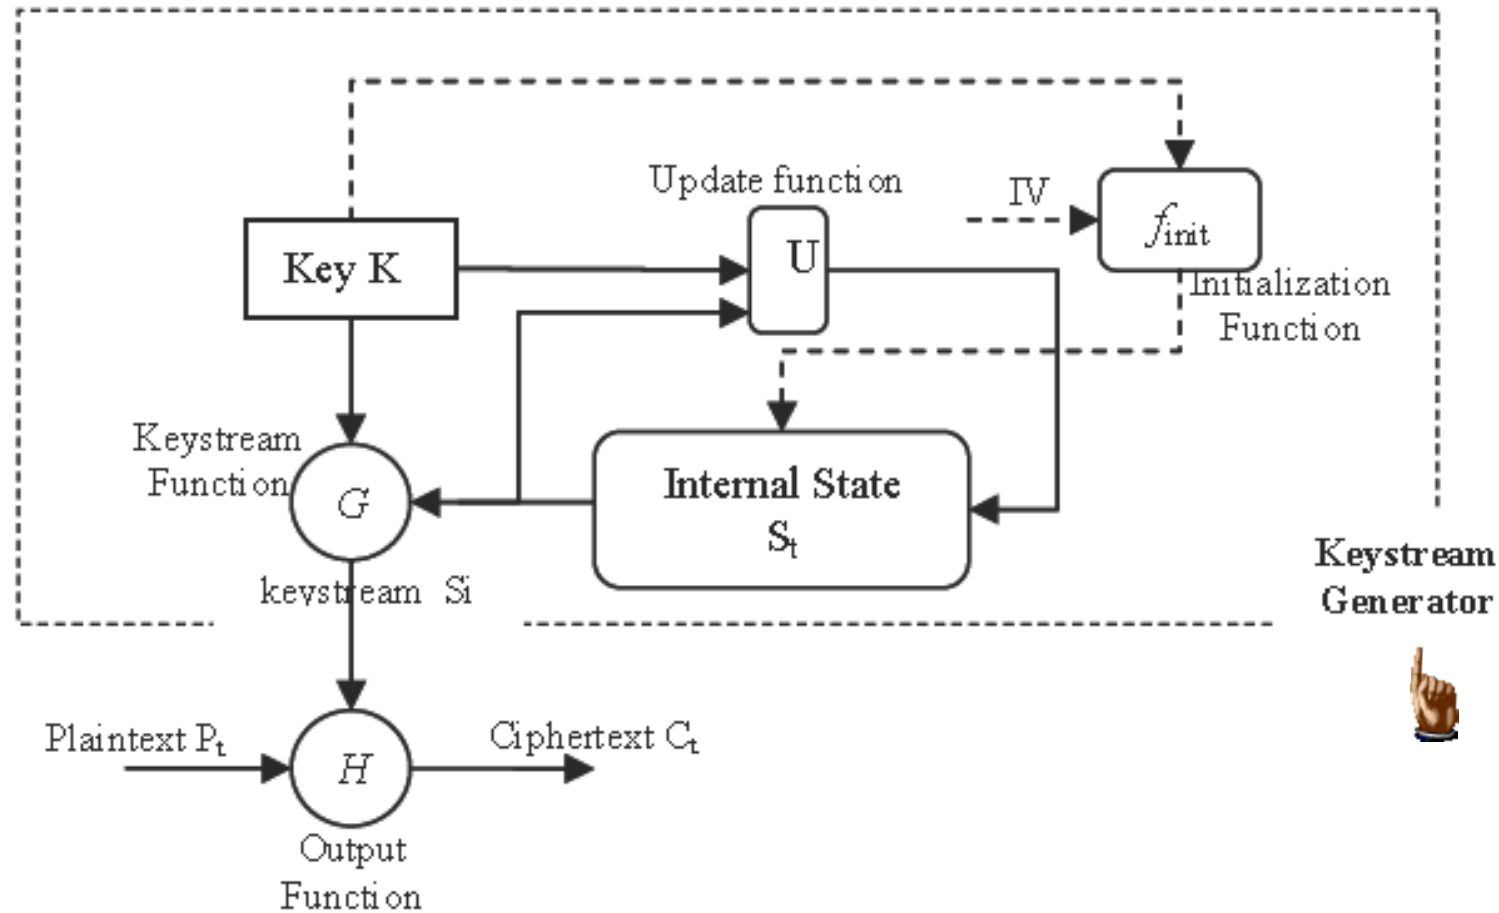 Update function
IV
f init
Key K
U
Initialization
Function
Keystream
Function
G
Internal State
St
Keystream
Generator
keystream Si
Plaintext Pt
H
Ciphertext Ct
Output
Function